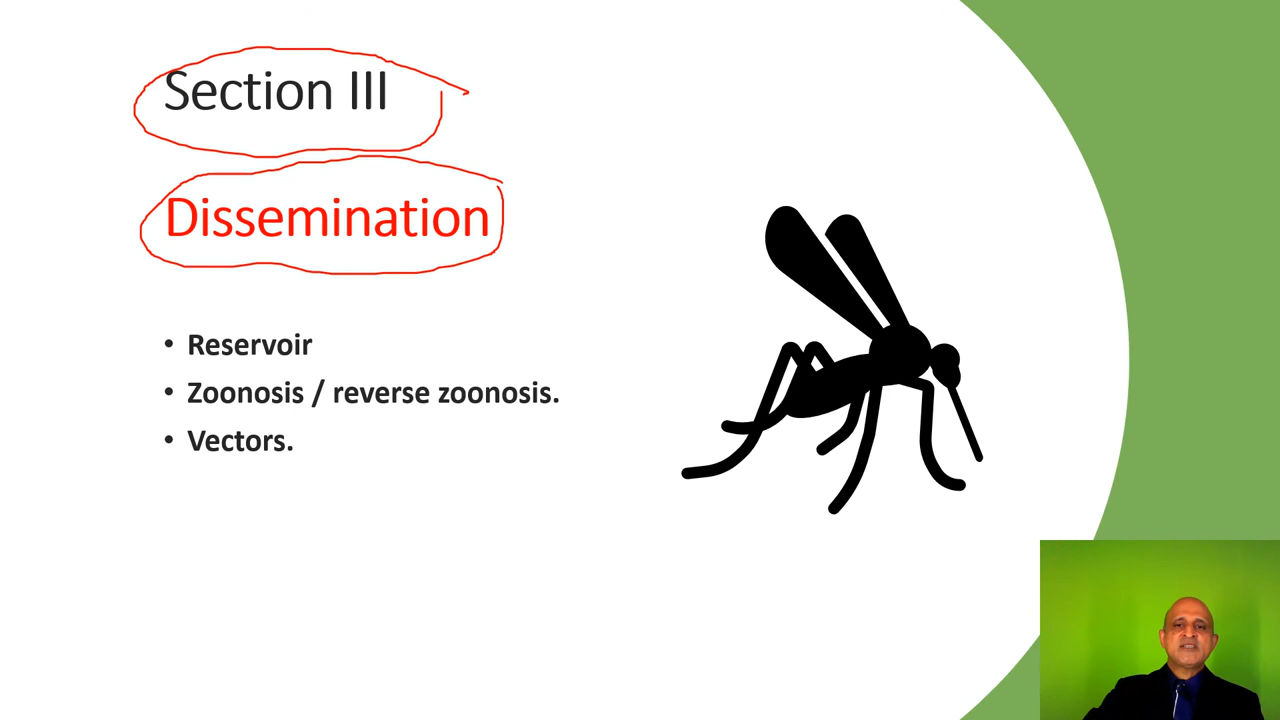 Section III
Dissemination
• Reservoir
• Zoonosis / reverse zoonosis.
• Vectors.